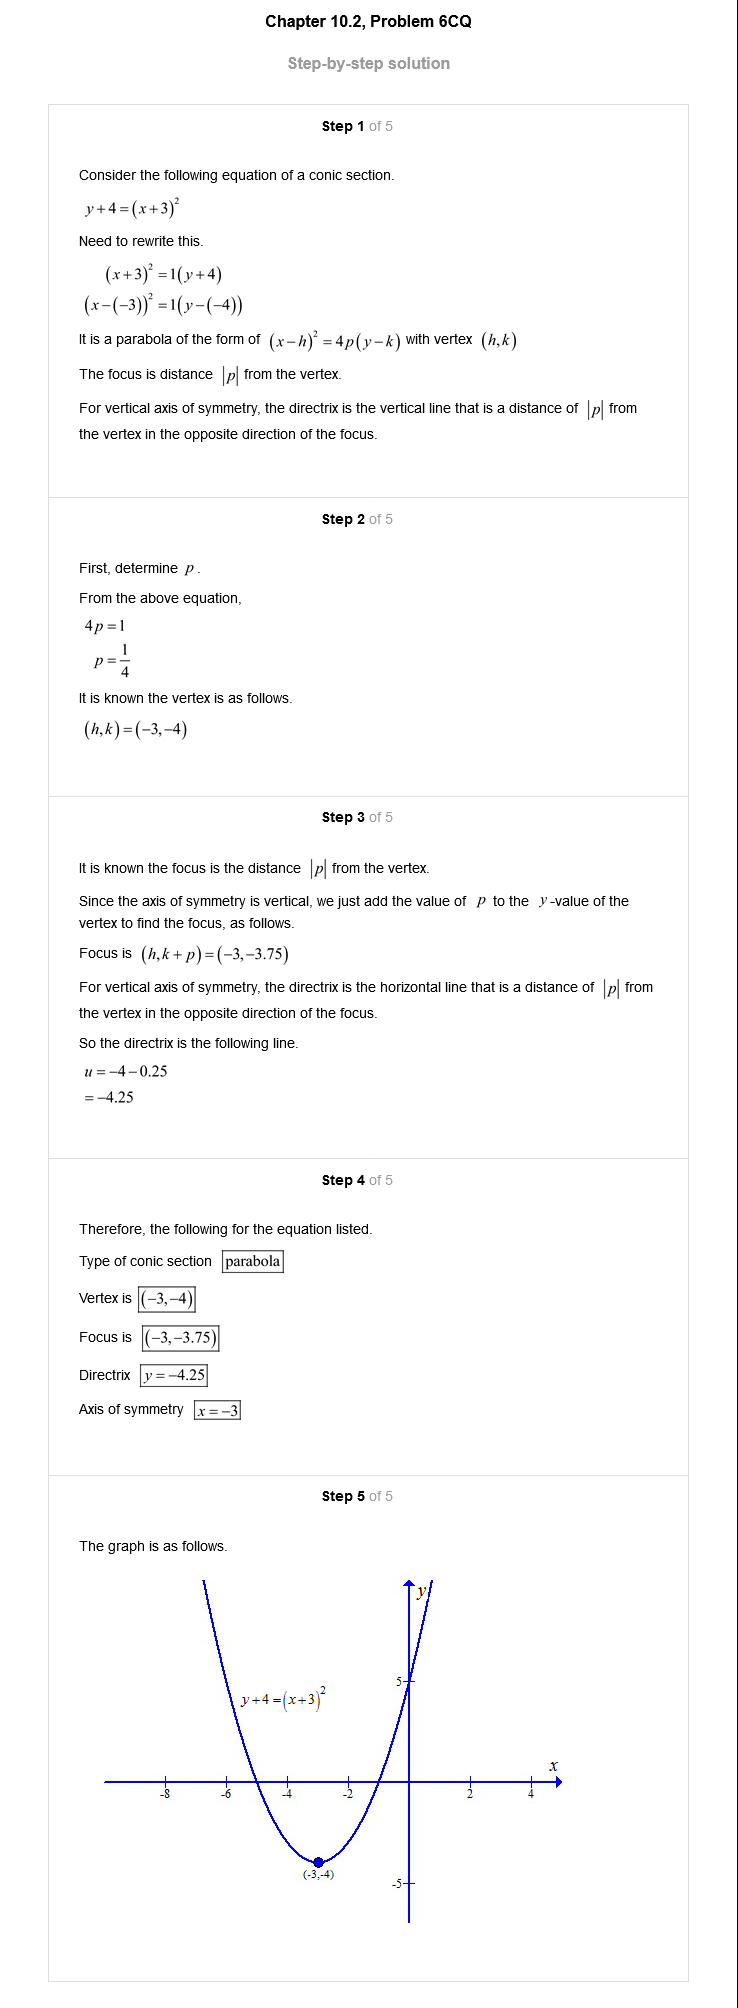 Chapter 10.2, Problem 6CQ
Step-by-step solution
Step 1 of 5
Consider the following equation of a conic section.
y+4=(x+3)²
Need to rewrite this.
(x+3)²=1(y+4)
(x-(-3))²=1(y-(-4))
It is a parabola of the form of (x-h)²=4p(y-k) with vertex (h,k)
The focus is distance |p| from the vertex.
For vertical axis of symmetry, the directrix is the vertical line that is a distance of |p| from
the vertex in the opposite direction of the focus.
Step 2 of 5
First, determine p.
From the above equation,
4p=1
p=1/4
It is known the vertex is as follows.
(h,k)=(-3,-4)
Step 3 of 5
It is known the focus is the distance |p| from the vertex.
Since the axis of symmetry is vertical, we just add the value of p to the y-value of the
vertex to find the focus, as follows.
Focus is (h,k+p)=(-3,-3.75)
For vertical axis of symmetry, the directrix is the horizontal line that is a distance of |p| from
the vertex in the opposite direction of the focus.
So the directrix is the following line.
u=-4-0.25
=-4.25
Step 4 of 5
Therefore, the following for the equation listed.
Type of conic section parabola
Vertex is (-3,-4)
Focus is (-3,-3.75)
Directrix y=-4.25
Axis of symmetry x=-3
Step 5 of 5
The graph is as follows.
y
5
y+4=(x+3)²
x
-8 -6 -4 -2 2 4
(-3,-4)
-5